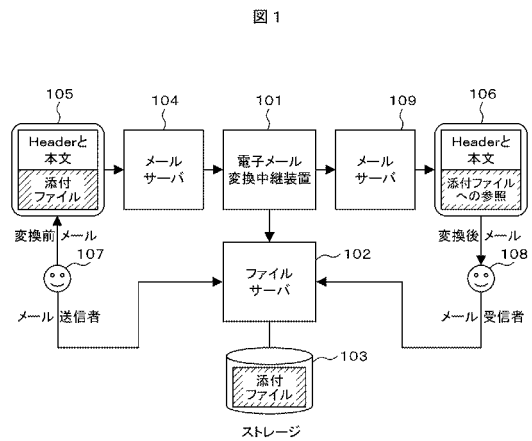 図1
105
104
101
109
106
Headerと
本文
添付
ファイル
メール
サーバ
電子メール
変換中継装置
メール
サーバ
Headerと
本文
添付ファイル
への参照
変換前メール
変換後メール
107
102
108
ファイル
サーバ
メール送信者
メール受信者
103
添付
ファイル
ストレージ